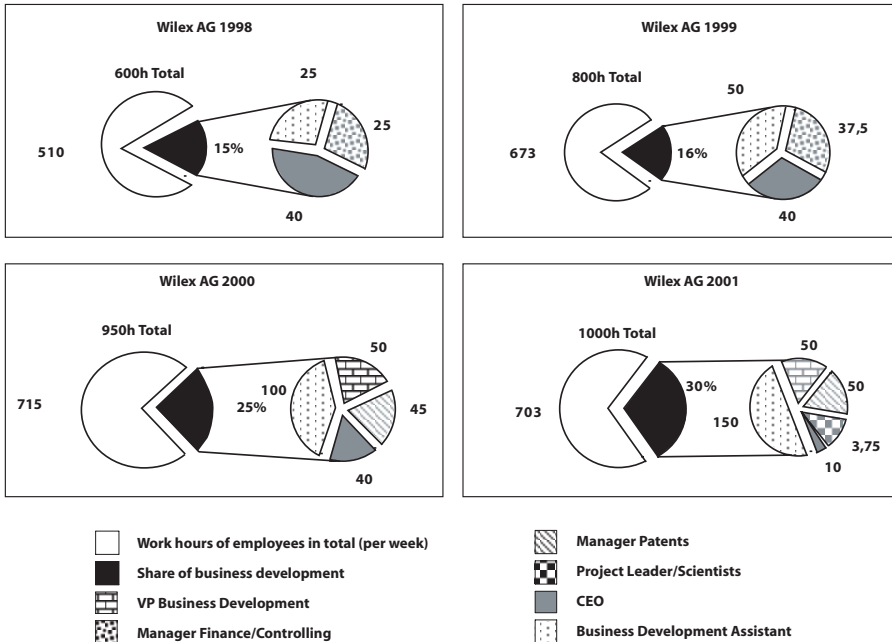 Wilex AG 1998
600h Total
25
25
510
15%
40
Wilex AG 1999
800h Total
50
37,5
673
16%
40
Wilex AG 2000
950h Total
50
715
100
25%
45
40
Wilex AG 2001
1000h Total
50
30%
50
703
150
3,75
10
Work hours of employees in total (per week)
Share of business development
VP Business Development
Manager Finance/Controlling
Manager Patents
Project Leader/Scientists
CEO
Business Development Assistant